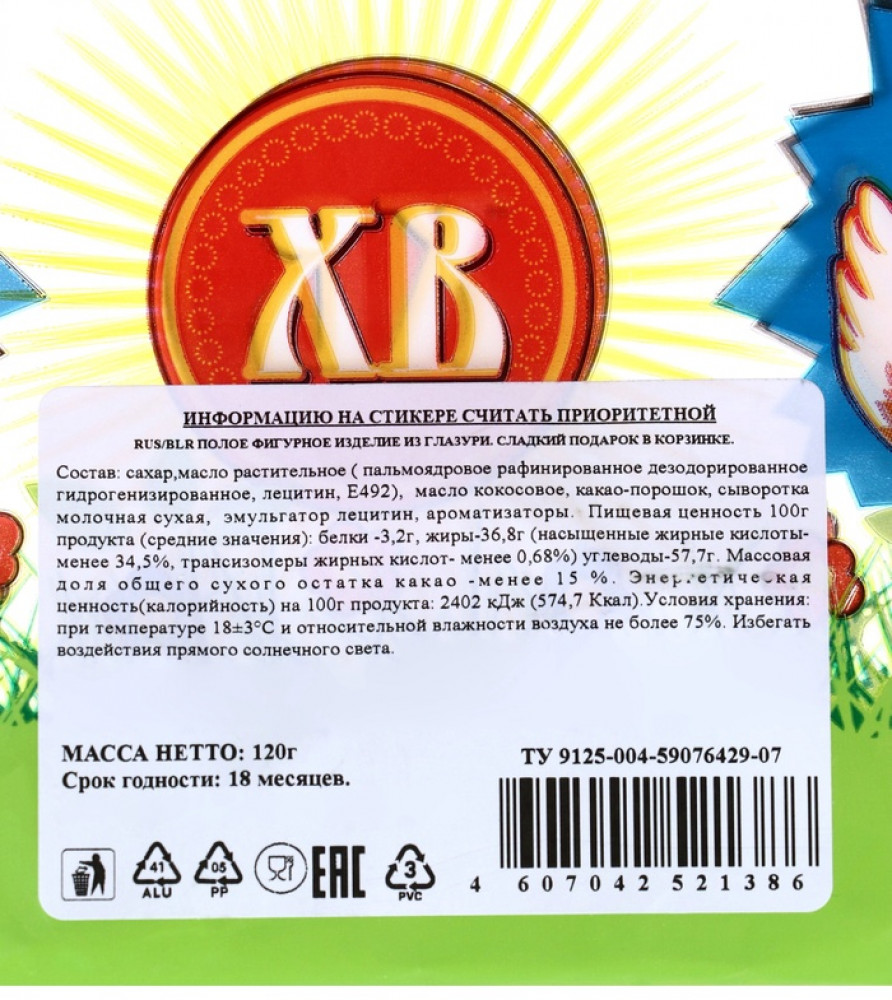 ХВ
ИНФОРМАЦИЮ НА СТИКЕРЕ СЧИТАТЬ ПРИОРИТЕТНОЙ
RUS/BLR ПОЛОЕ ФИГУРНОЕ ИЗДЕЛИЕ ИЗ ГЛАЗУРИ. СЛАДКИЙ ПОДАРОК В КОРЗИНКЕ.
Состав: сахар,масло растительное ( пальмоядровое рафинированное дезодорированное
гидрогенизированное, лецитин, Е492), масло кокосовое, какао-порошок, сыворотка
молочная сухая, эмульгатор лецитин, ароматизаторы. Пищевая ценность 100г
продукта (средние значения): белки -3,2г, жиры-36,8г (насыщенные жирные кислоты-
менее 34,5%, трансизомеры жирных кислот- менее 0,68%) углеводы-57,7г. Массовая
доля общего сухого остатка какао -менее 15 %. Энергетическая
ценность(калорийность) на 100г продукта: 2402 кДж (574,7 Ккал).Условия хранения:
при температуре 18±3°С и относительной влажности воздуха не более 75%. Избегать
воздействия прямого солнечного света.
МАССА НЕТТО: 120г
Срок годности: 18 месяцев.
ТУ 9125-004-59076429-07
41
ALU
05
PP
ЕАС
3
PVC
4 607042 521386